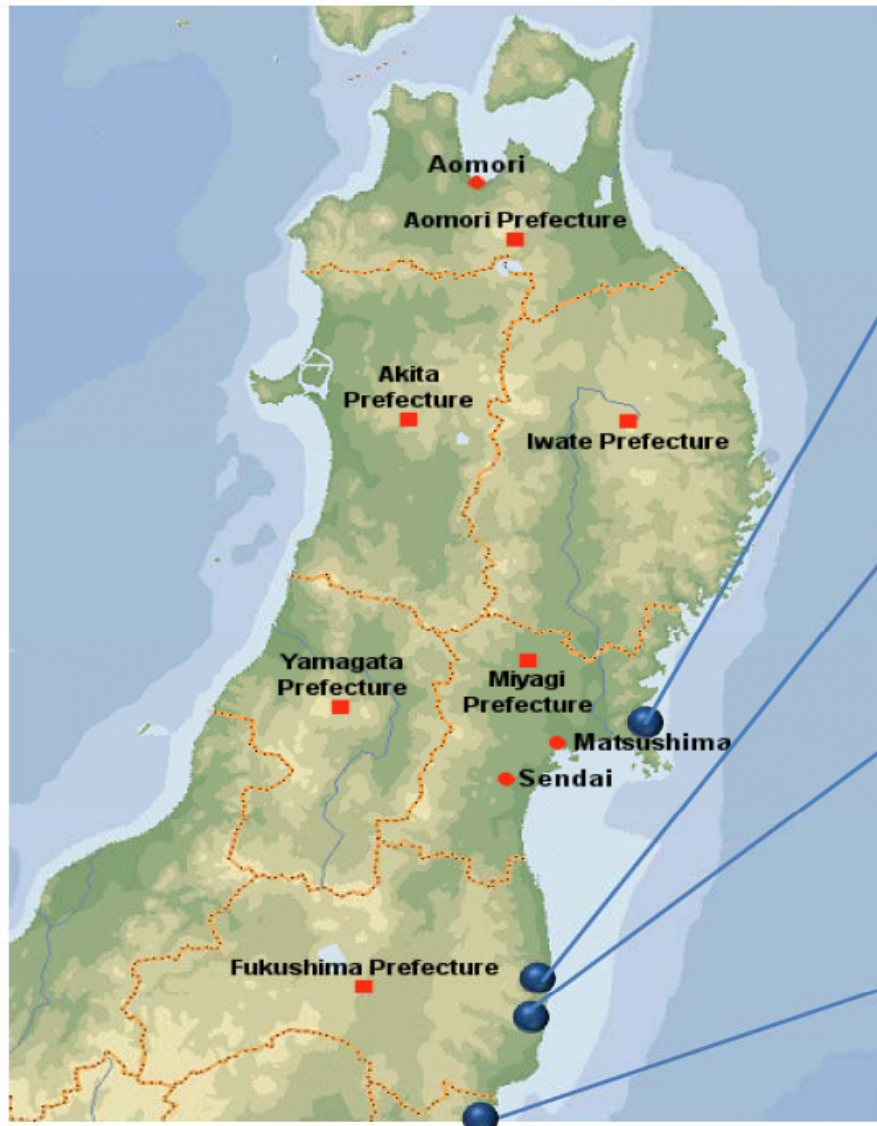 Aomori
Aomori Prefecture
Akita
Prefecture
Iwate Prefecture
Yamagata
Prefecture
Miyagi
Prefecture
Matsushima
Sendai
Fukushima Prefecture